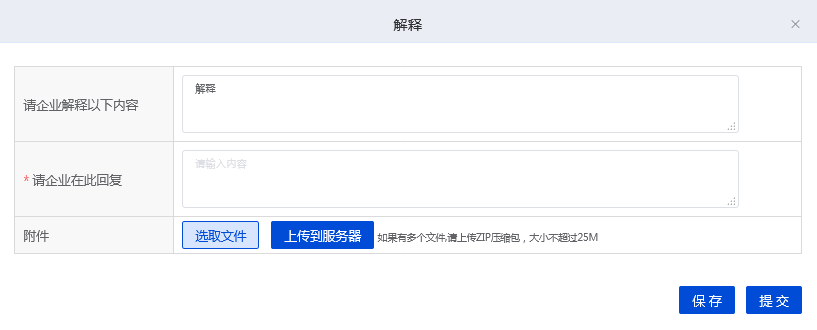 解释
请企业解释以下内容
解释
* 请企业在此回复
请输入内容
附件
选取文件 上传到服务器 如果有多个文件,请上传ZIP压缩包，大小不超过25M
保存 提交